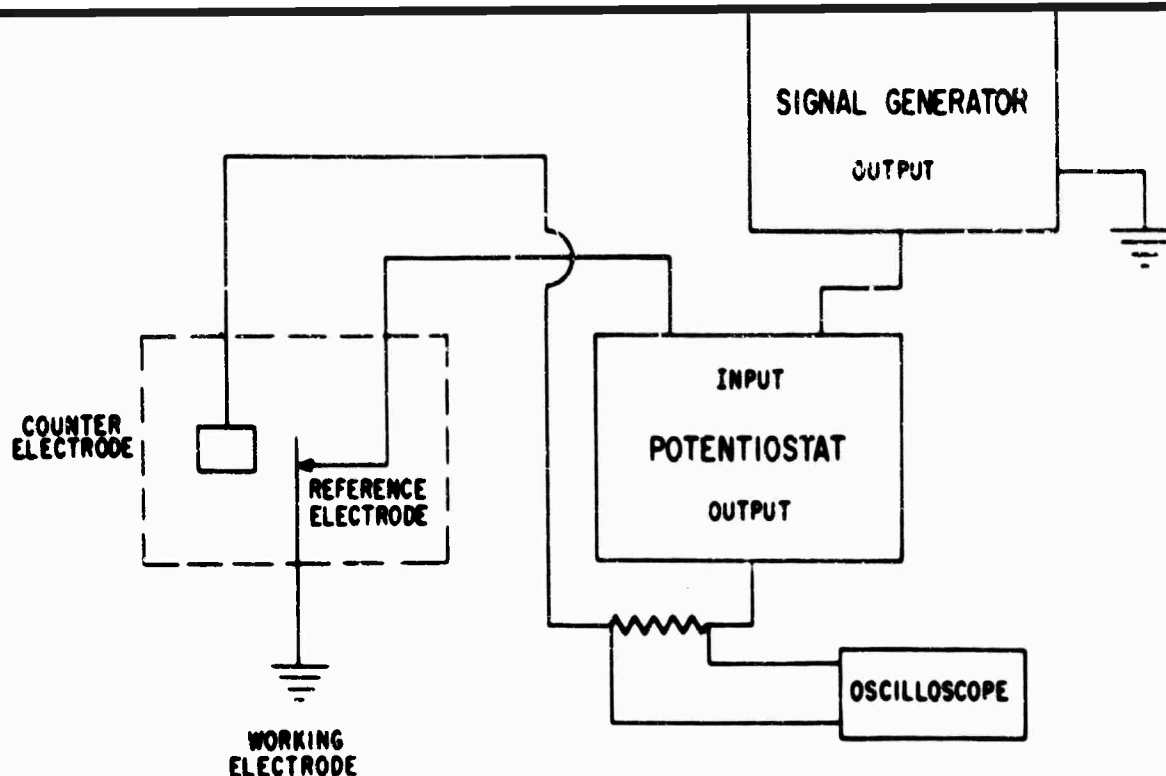 SIGNAL GENERATOR
OUTPUT
INPUT
POTENTIOSTAT
OUTPUT
COUNTER
ELECTRODE
REFERENCE
ELECTRODE
OSCILLOSCOPE
WORKING
ELECTRODE